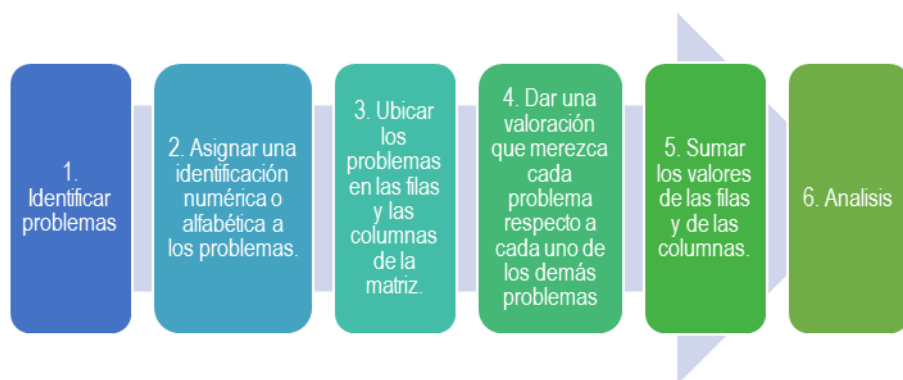 1.
Identificar
problemas
2. Asignar una
identificación
numérica o
alfabética a
los problemas.
3. Ubicar
los
problemas
en las filas
y las
columnas
de la
matriz.
4. Dar una
valoración
que merezca
cada
problema
respecto a
cada uno de
los demás
problemas
5. Sumar
los valores
de las filas
y de las
columnas.
6. Analisis